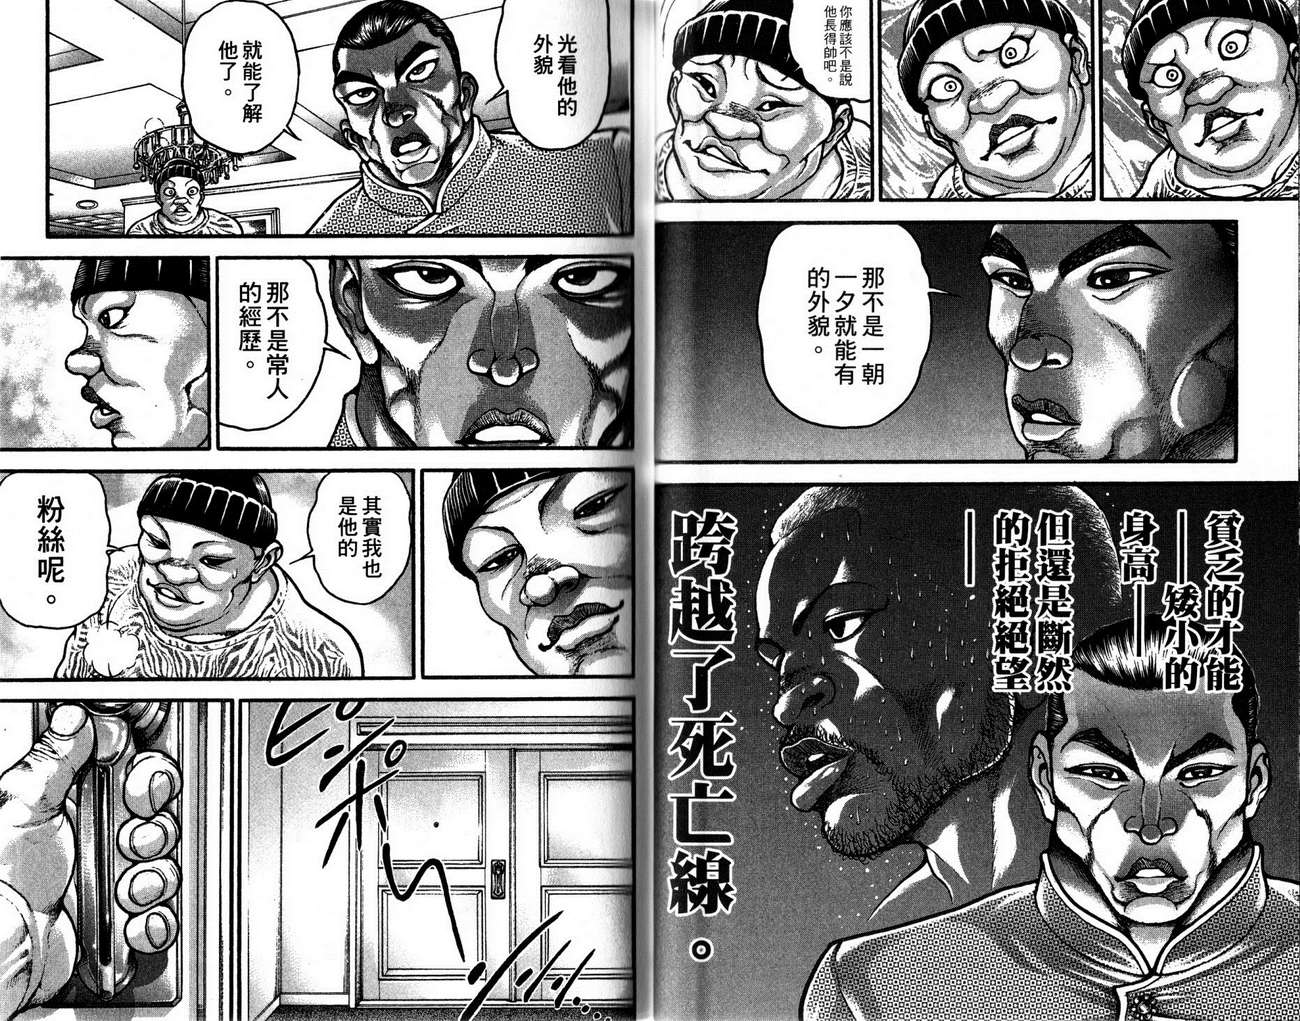 你應該不是說
他長得帥吧。
那不是一朝
一夕就能有
的外貌。
貧乏的才能
——矮小的
身高——
但還是斷然
的拒絕絕望
——
跨越了死亡線。
光看他的
外貌
就能了解
他了。
那不是常人
的經歷。
其實我也
是他的
粉絲呢。
ピンポ〜ン